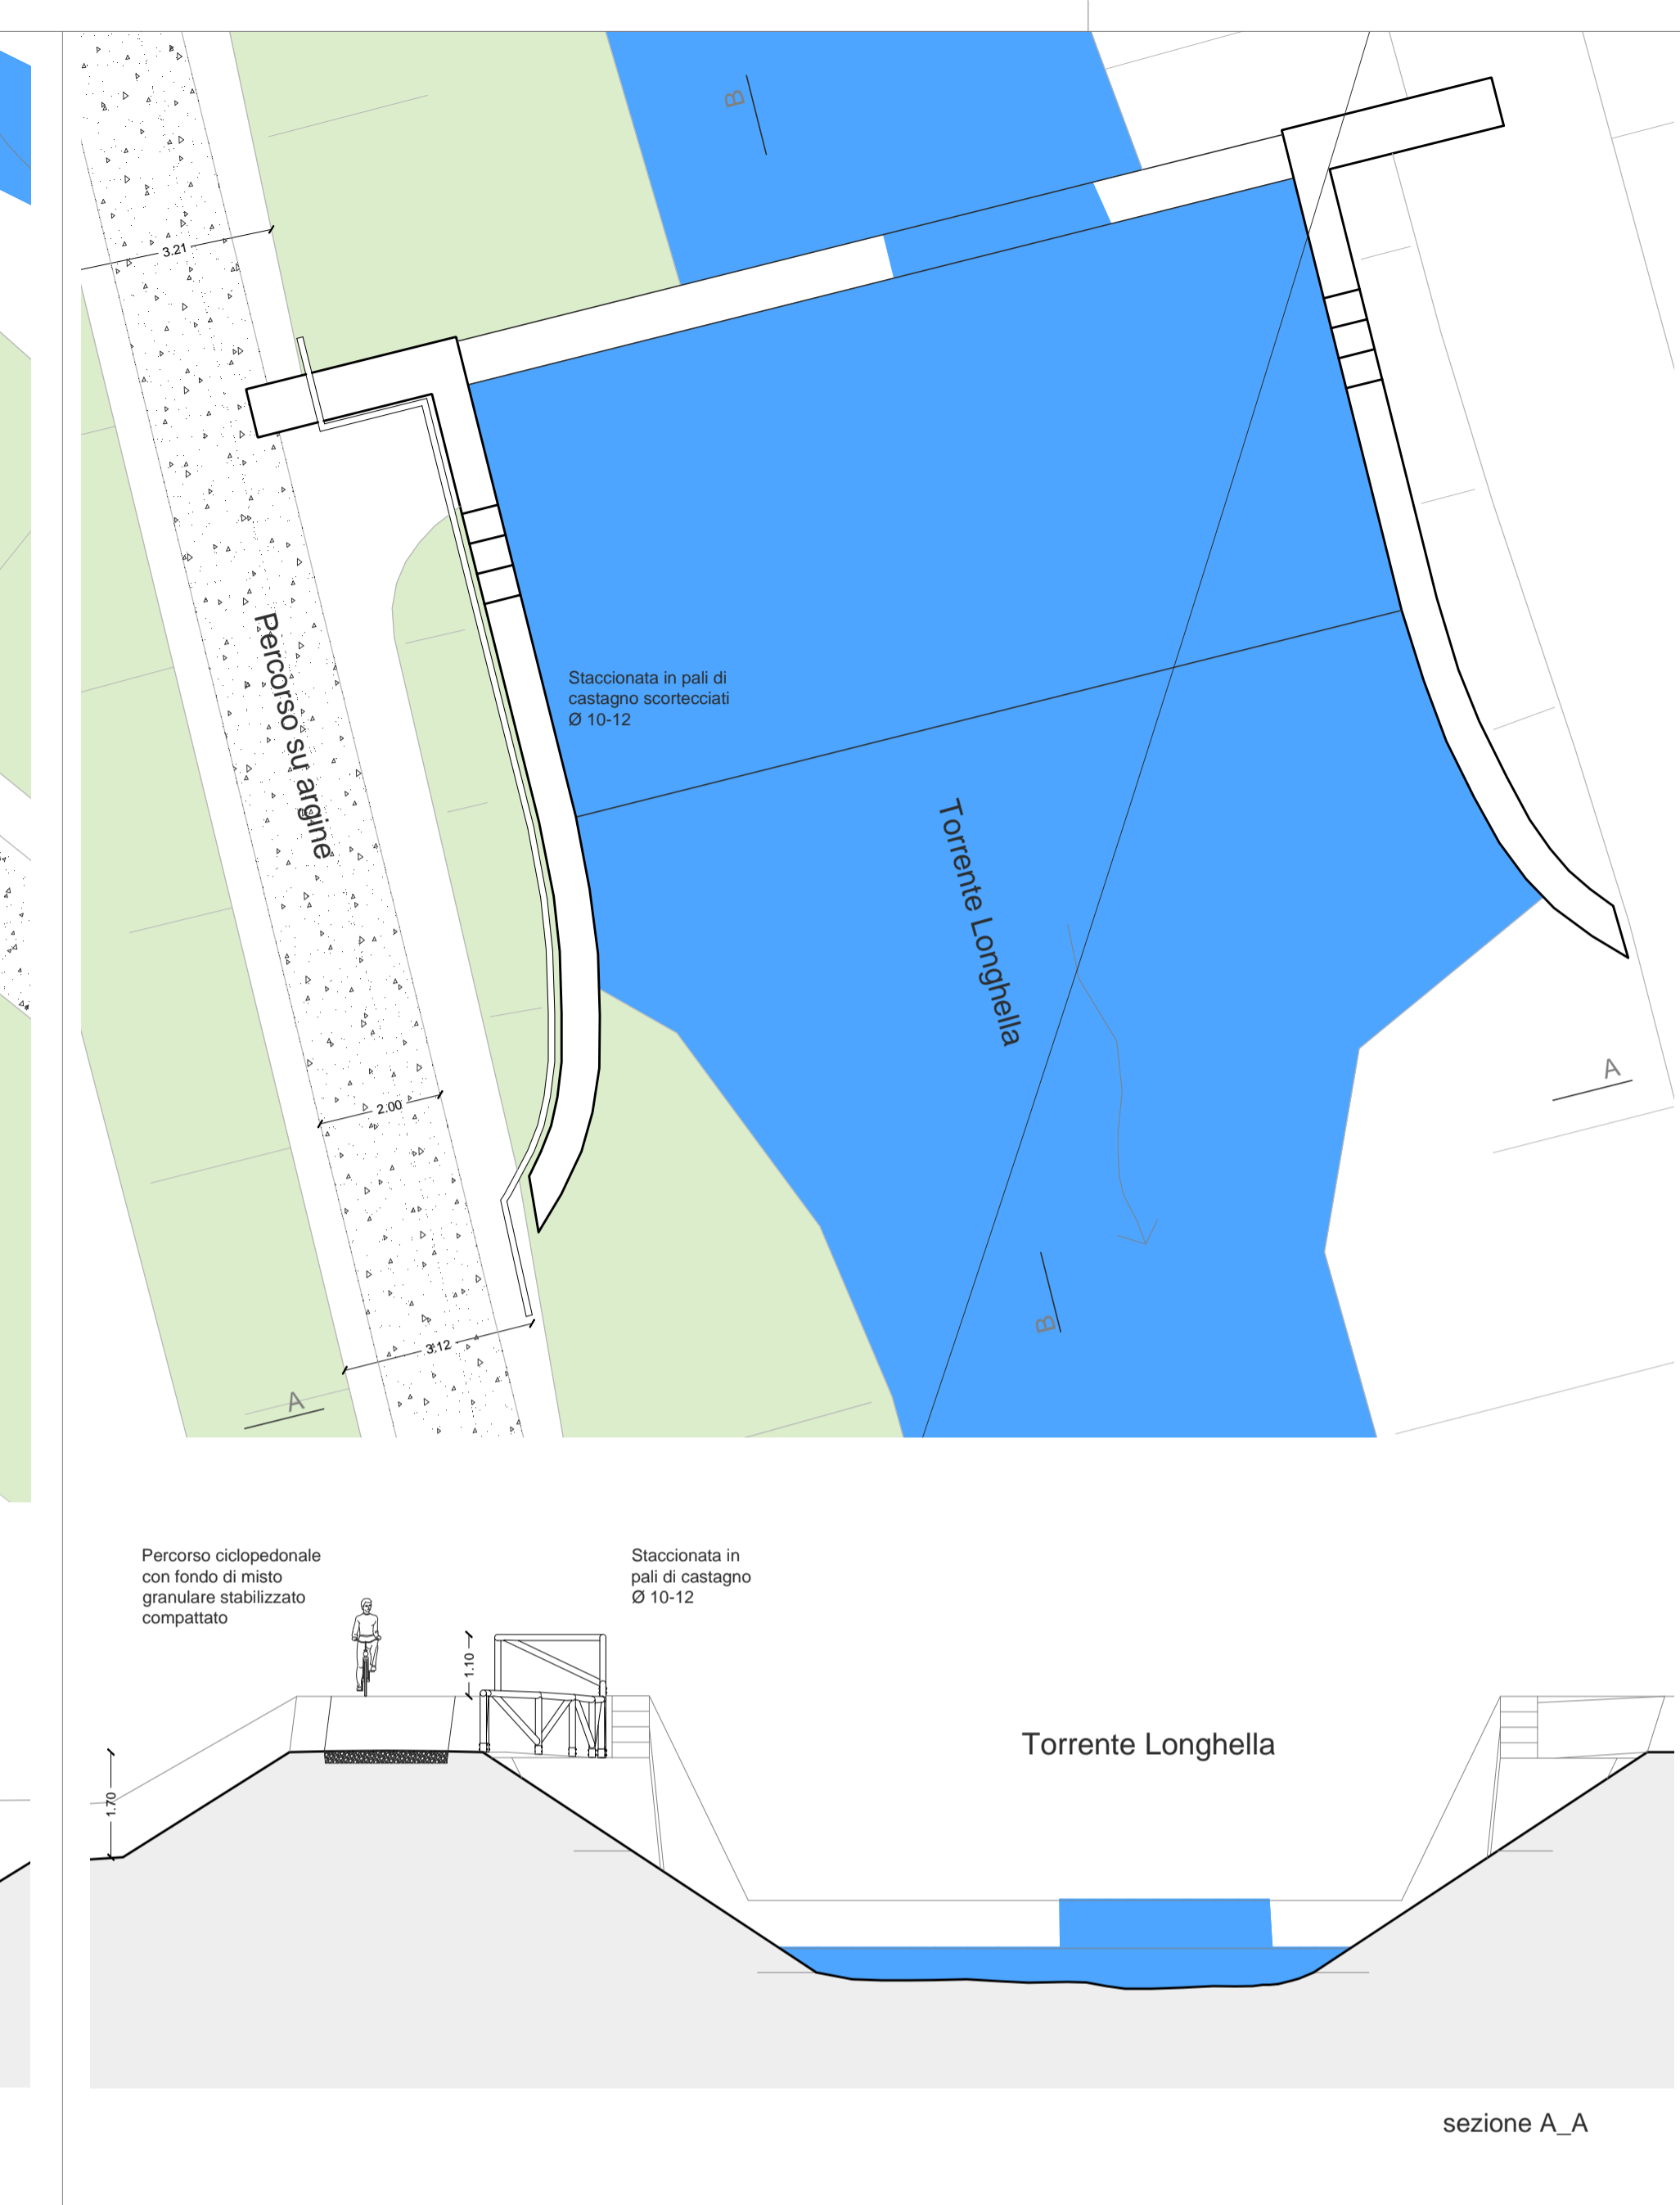 B
3.21
Percorso su argine
Staccionata in pali di
castagno scortecciati
Ø 10-12
Torrente Longhella
A
2.00
B
3.12
A
Percorso ciclopedonale
con fondo di misto
granulare stabilizzato
compattato
Staccionata in
pali di castagno
Ø 10-12
1.10
Torrente Longhella
1.70
sezione A_A